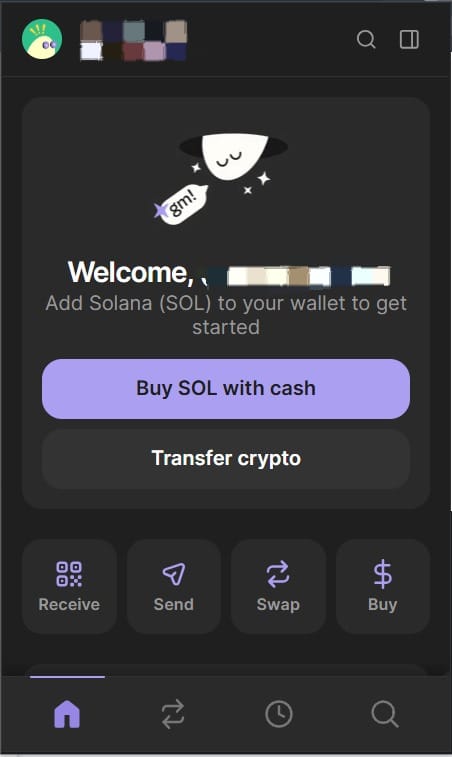 gm!
Welcome,
Add Solana (SOL) to your wallet to get
started
Buy SOL with cash
Transfer crypto
Receive
Send
Swap
Buy